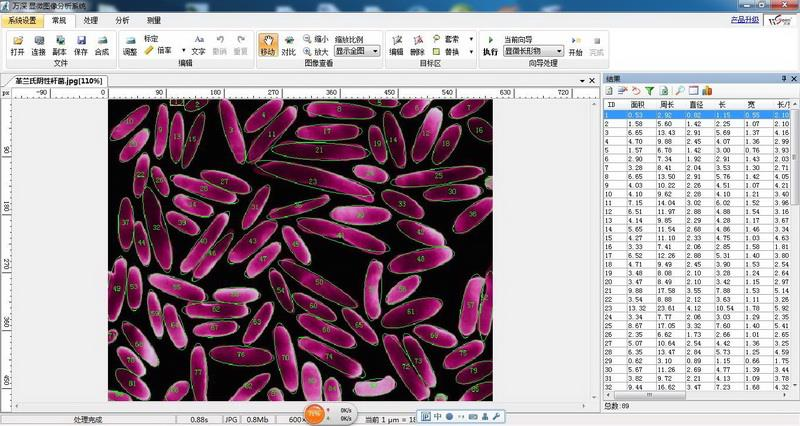 万深 显微图像分析系统
系统设置 常规 处理 分析 测量 产品升级
打开 连接 副本 保存 合成 调整 标定 倍率 文字 撤消 重复 移动 对比 缩小 放大 缩放比例 显示全图 编辑 删除 套索 替换 执行 当前向导 显微长形物 开始 完成
文件 编辑 图像查看 目标区 向导处理
革兰氏阴性杆菌.jpg[110%] 结果
px -90 0 90 180 270 360 450 540 630 720
ID 面积 周长 直径 长 宽
1 0.53 2.92 0.82 1.15 0.55 2.10
2 1.58 5.60 1.42 2.25 1.07 2.10
3 6.65 13.43 2.91 5.69 1.37 4.16
4 4.70 9.88 2.45 4.07 1.36 2.99
5 1.57 6.78 1.42 3.00 0.76 3.93
6 2.90 7.34 1.92 2.91 1.43 2.03
7 3.28 8.41 2.04 3.53 1.30 2.71
8 6.65 13.50 2.91 5.76 1.42 4.05
9 4.03 10.22 2.26 4.51 1.07 4.21
10 4.10 9.62 2.28 4.10 1.21 3.40
11 7.15 14.04 3.02 6.02 1.52 3.96
12 6.51 11.97 2.88 4.88 1.54 3.16
13 4.14 9.85 2.29 4.28 1.17 3.67
14 5.65 11.54 2.68 4.86 1.46 3.34
15 4.27 11.10 2.33 4.75 1.03 4.63
16 3.33 7.41 2.06 2.85 1.58 1.81
17 6.52 12.26 2.88 5.31 1.40 3.80
18 4.71 9.49 2.45 3.90 1.53 2.54
19 3.48 8.08 2.10 3.28 1.24 2.64
20 3.47 8.49 2.10 3.42 1.15 2.97
21 9.88 17.58 3.55 7.88 1.53 5.14
22 3.54 8.88 2.12 3.63 1.11 3.26
23 13.32 23.61 4.12 10.54 1.78 5.92
24 3.34 7.77 2.06 3.03 1.29 2.35
25 8.67 17.05 3.32 7.60 1.40 5.41
26 2.35 6.62 1.73 2.66 1.01 2.65
27 5.07 10.64 2.54 4.42 1.36 3.25
28 6.35 13.47 2.84 5.73 1.25 4.59
29 0.62 3.10 0.89 1.15 0.66 1.75
30 5.67 11.26 2.69 4.77 1.39 3.44
31 3.82 9.72 2.21 4.13 1.09 3.78
32 9.44 16.62 3.47 7.23 1.68 4.32
总数:89
处理完成 0.88s JPG 0.8Mb 71% 0K/s 0K/s 当前 1 μm = 中